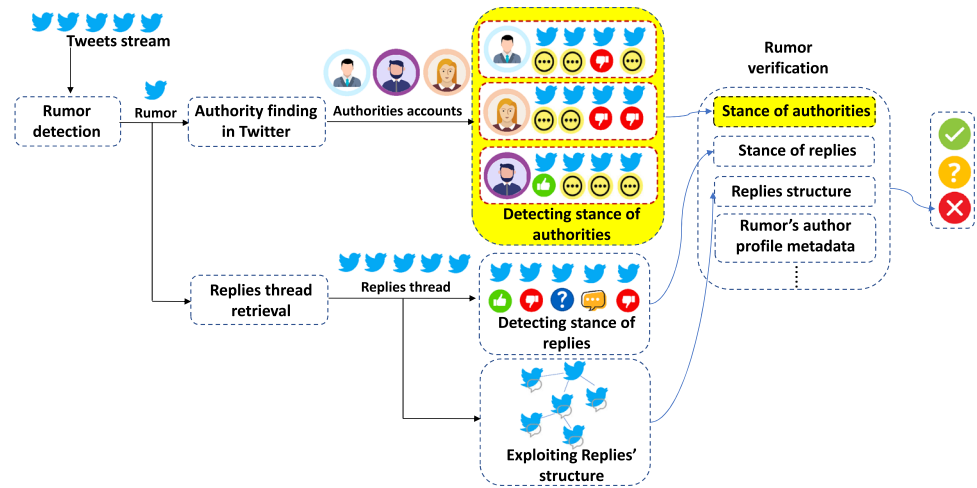 Tweets stream
Rumor
detection
Rumor
Authority finding
in Twitter
Authorities accounts
Detecting stance of
authorities
Rumor
verification
Stance of authorities
Stance of replies
Replies structure
Rumor's author
profile metadata
Replies thread
retrieval
Replies thread
Detecting stance of
replies
Exploiting Replies'
structure